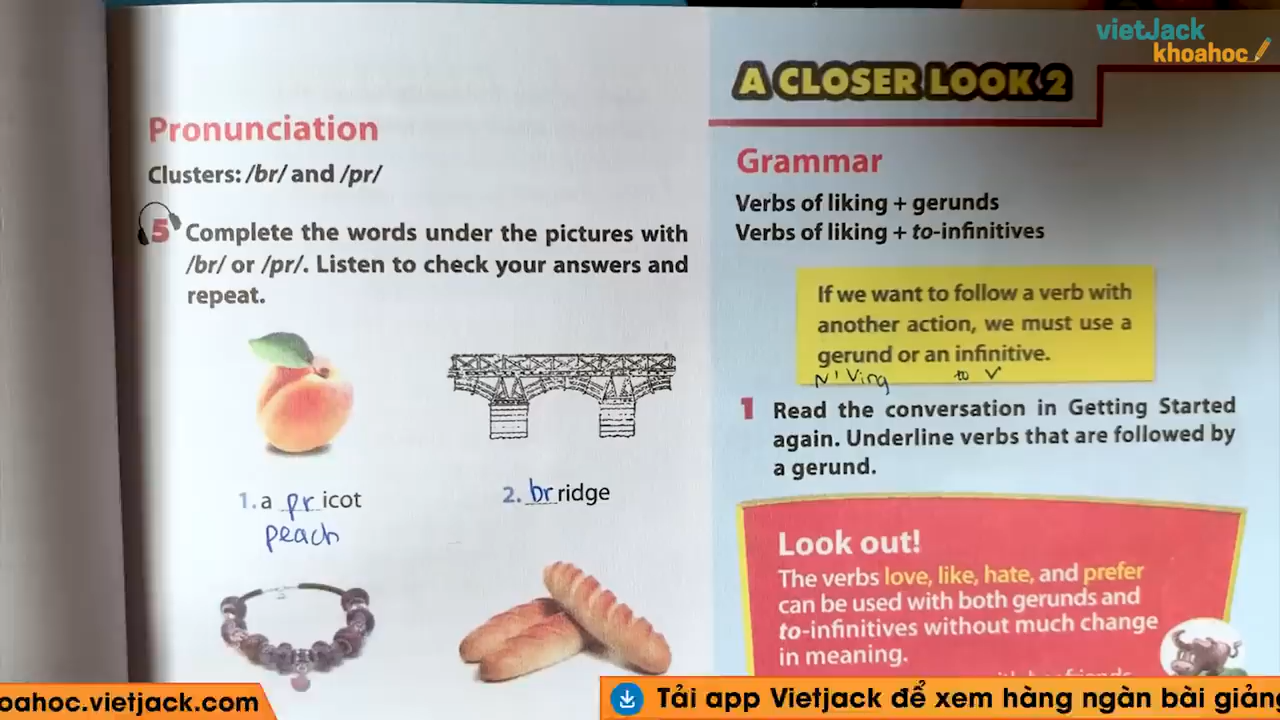 vietJack
khoahoc
Pronunciation
Clusters: /br/ and /pr/
5 Complete the words under the pictures with
/br/ or /pr/. Listen to check your answers and
repeat.
1. a pr icot
peach
2. br ridge
A CLOSER LOOK 2
Grammar
Verbs of liking + gerunds
Verbs of liking + to-infinitives
If we want to follow a verb with
another action, we must use a
gerund or an infinitive.
Ving to V
1 Read the conversation in Getting Started
again. Underline verbs that are followed by
a gerund.
Look out!
The verbs love, like, hate, and prefer
can be used with both gerunds and
to-infinitives without much change
in meaning.
oahoc.vietjack.com
Tải app Vietjack để xem hàng ngàn bài giảng